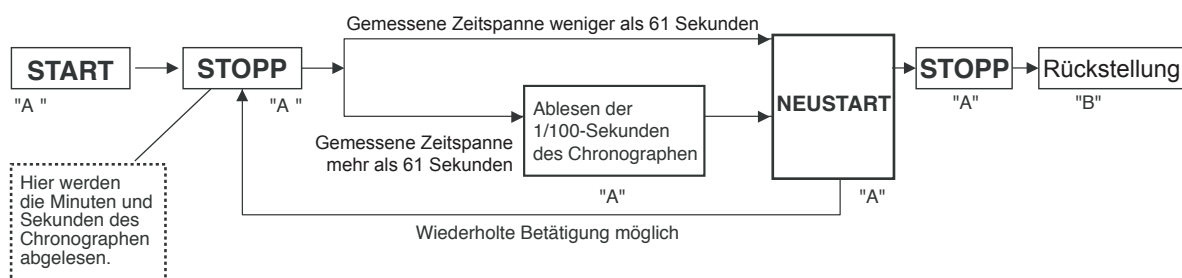 Gemessene Zeitspanne weniger als 61 Sekunden
START
STOPP
"A "
"A "
Ablesen der
1/100-Sekunden
des Chronographen
"A"
Gemessene Zeitspanne
mehr als 61 Sekunden
NEUSTART
"A"
STOPP
"A"
Rückstellung
"B"
Hier werden
die Minuten und
Sekunden des
Chronographen
abgelesen.
Wiederholte Betätigung möglich